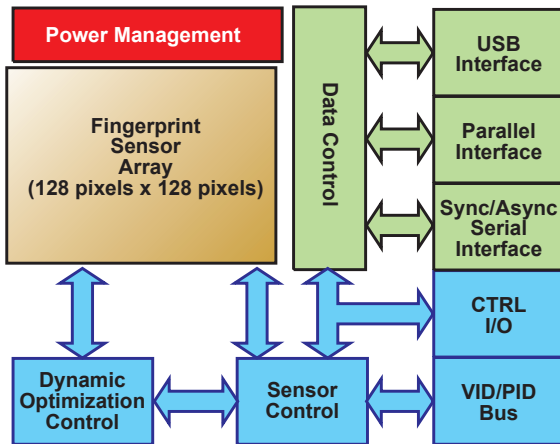 Power Management
Fingerprint
Sensor
Array
(128 pixels x 128 pixels)
Data Control
USB
Interface
Parallel
Interface
Sync/Async
Serial
Interface
CTRL
I/O
Dynamic
Optimization
Control
Sensor
Control
VID/PID
Bus